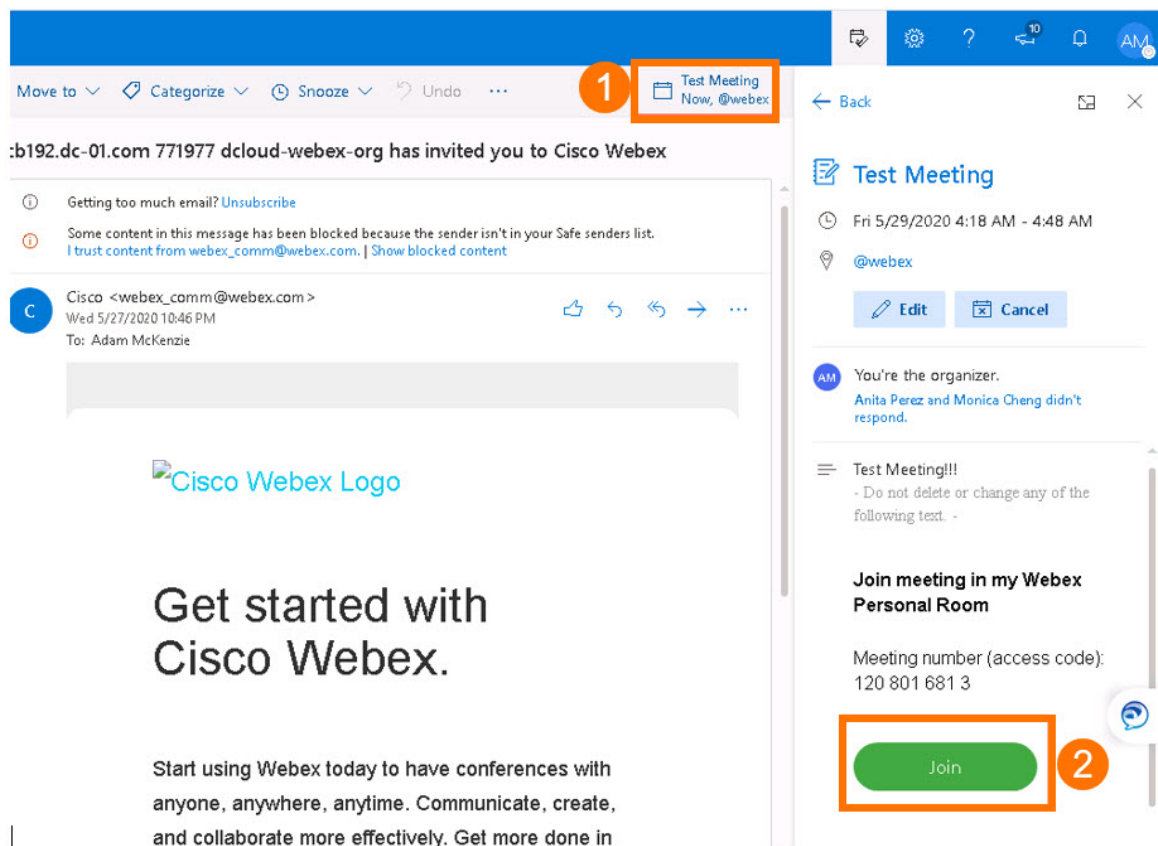 10
AM
Move to
Categorize
Snooze
Undo
...
1
Test Meeting
Now, @webex
:b192.dc-01.com 771977 dcloud-webex-org has invited you to Cisco Webex
Getting too much email? Unsubscribe
Some content in this message has been blocked because the sender isn't in your Safe senders list.
I trust content from webex_comm@webex.com. | Show blocked content
C
Cisco <webex_comm@webex.com>
Wed 5/27/2020 10:46 PM
To: Adam McKenzie
Cisco Webex Logo
Get started with
Cisco Webex.
Start using Webex today to have conferences with
anyone, anywhere, anytime. Communicate, create,
and collaborate more effectively. Get more done in
Back
Test Meeting
Fri 5/29/2020 4:18 AM - 4:48 AM
@webex
Edit
Cancel
AM
You're the organizer.
Anita Perez and Monica Cheng didn't
respond.
Test Meeting!!!
- Do not delete or change any of the
following text. -
Join meeting in my Webex
Personal Room
Meeting number (access code):
120 801 681 3
Join
2